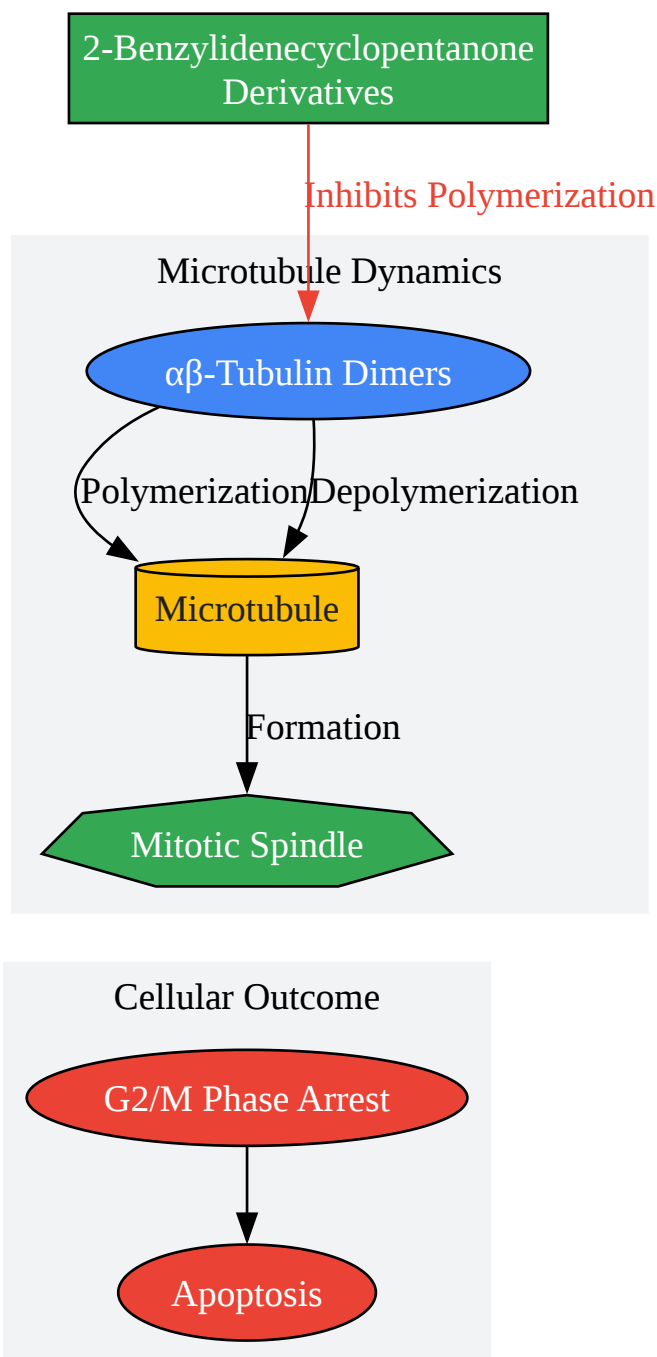 2-Benzylidenecyclopentanone
Derivatives
Inhibits Polymerization
Microtubule Dynamics
αβ-Tubulin Dimers
Polymerization
Depolymerization
Microtubule
Formation
Mitotic Spindle
Cellular Outcome
G2/M Phase Arrest
Apoptosis